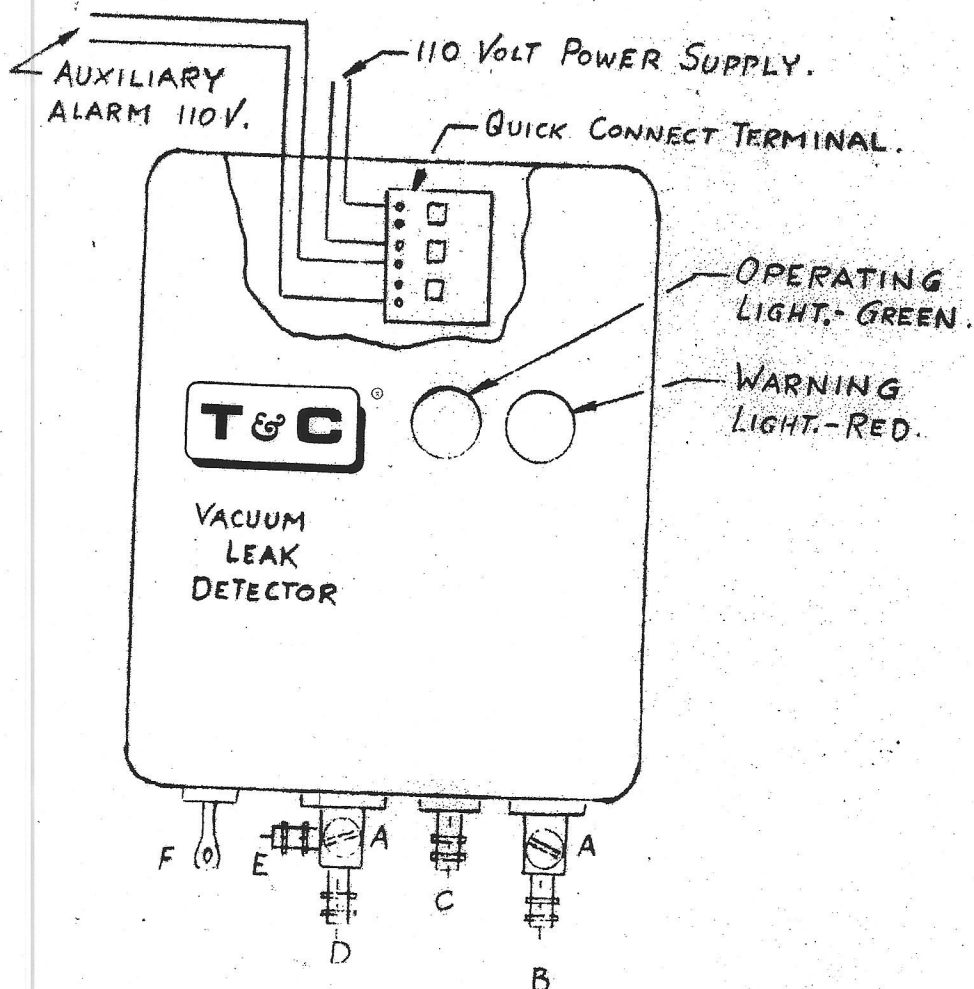 110 VOLT POWER SUPPLY.
AUXILIARY
ALARM 110V.
QUICK CONNECT TERMINAL.
OPERATING
LIGHT.- GREEN.
WARNING
LIGHT.-RED.
T & C ®
VACUUM
LEAK
DETECTOR
F
E
A
D
C
A
B